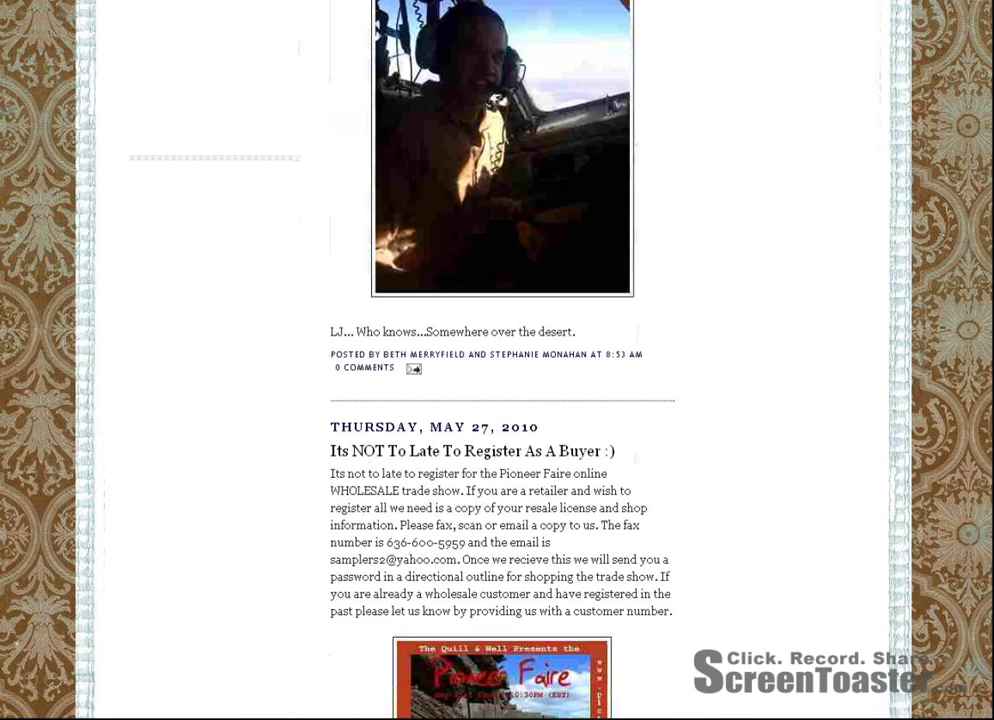 LJ... Who knows...Somewhere over the desert.
POSTED BY BETH MERRYFIELD AND STEPHANIE MONAHAN AT 8:53 AM
0 COMMENTS
THURSDAY, MAY 27, 2010
Its NOT To Late To Register As A Buyer :)
Its not to late to register for the Pioneer Faire online
WHOLESALE trade show. If you are a retailer and wish to
register all we need is a copy of your resale license and shop
information. Please fax, scan or email a copy to us. The fax
number is 636-600-5959 and the email is
samplers2@yahoo.com. Once we recieve this we will send you a
password in a directional outline for shopping the trade show. If
you are already a wholesale customer and have registered in the
past please let us know by providing us with a customer number.
The Quill & Well Presents the
Pioneer Faire
Click. Record. Share
ScreenToaster.com